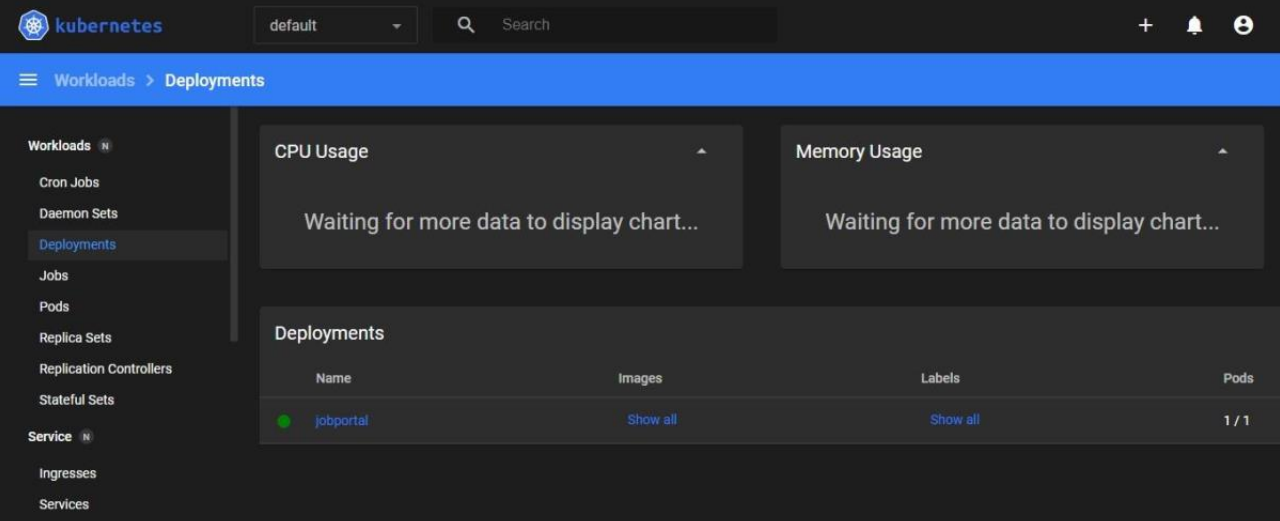 kubernetes
default
Search
Workloads > Deployments
Workloads N
Cron Jobs
Daemon Sets
Deployments
Jobs
Pods
Replica Sets
Replication Controllers
Stateful Sets
Service N
Ingresses
Services
CPU Usage
Waiting for more data to display chart...
Memory Usage
Waiting for more data to display chart...
Deployments
Name Images Labels Pods
jobportal Show all Show all 1 / 1